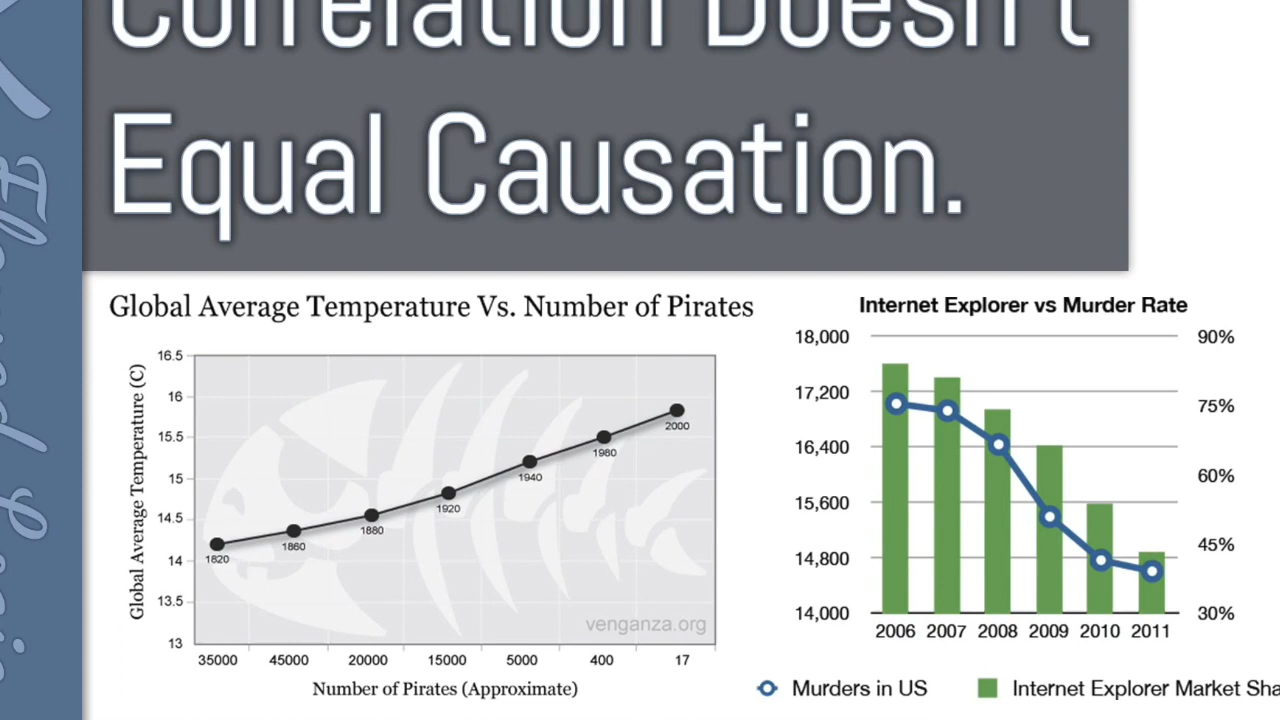 Correlation Doesn't
Equal Causation.
Global Average Temperature Vs. Number of Pirates
Global Average Temperature (C)
16.5
16
15.5
15
14.5
14
13.5
13
1820
1860
1880
1920
1940
1980
2000
venganza.org
35000 45000 20000 15000 5000 400 17
Number of Pirates (Approximate)
Internet Explorer vs Murder Rate
18,000 90%
17,200 75%
16,400 60%
15,600
14,800 45%
14,000 30%
2006 2007 2008 2009 2010 2011
Murders in US Internet Explorer Market Sha